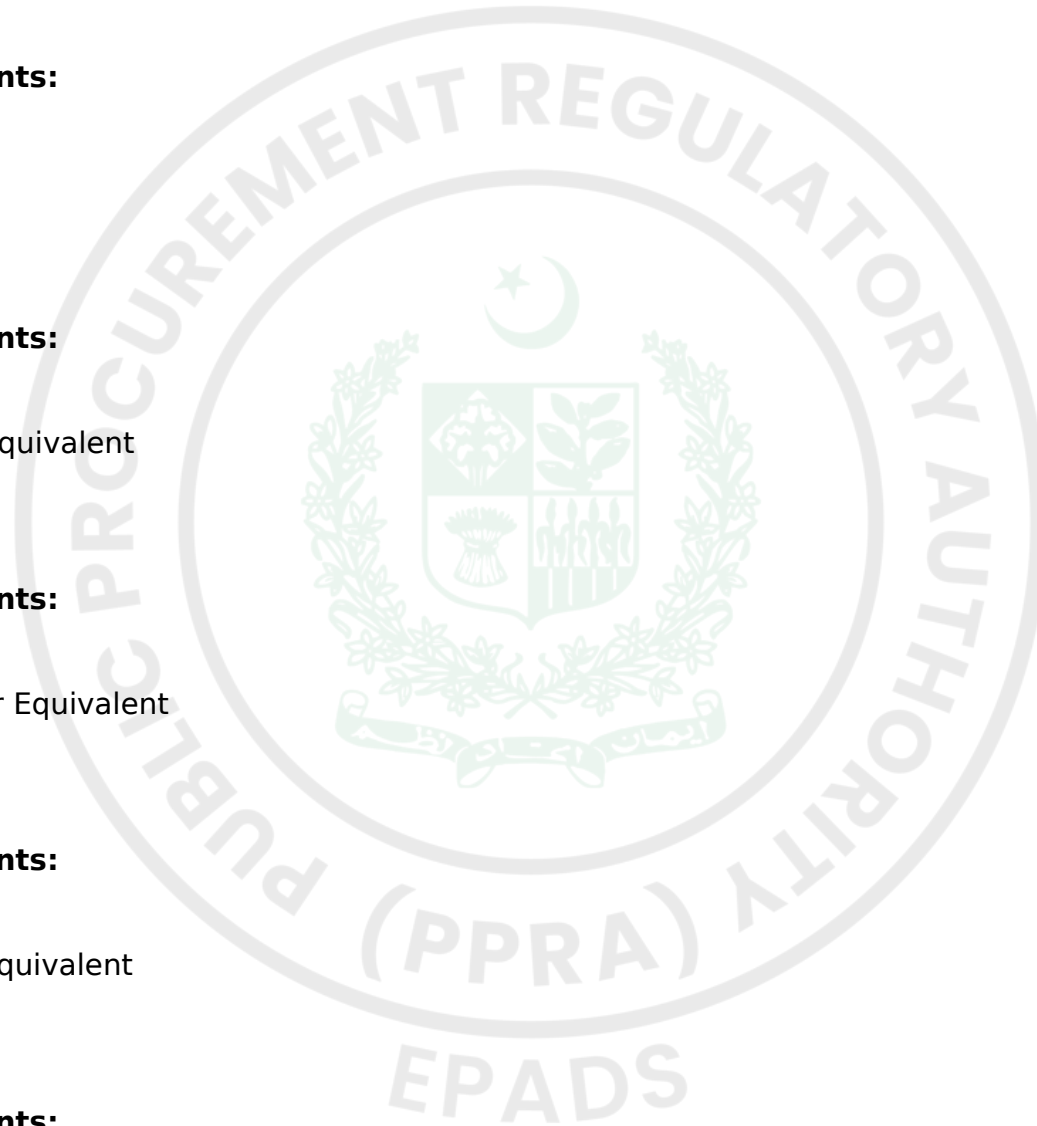 nts:
nts:
quivalent
nts:
r Equivalent
nts:
quivalent
nts:
PUBLIC PROCUREMENT REGULATORY AUTHORITY
(PPRA)
EPADS